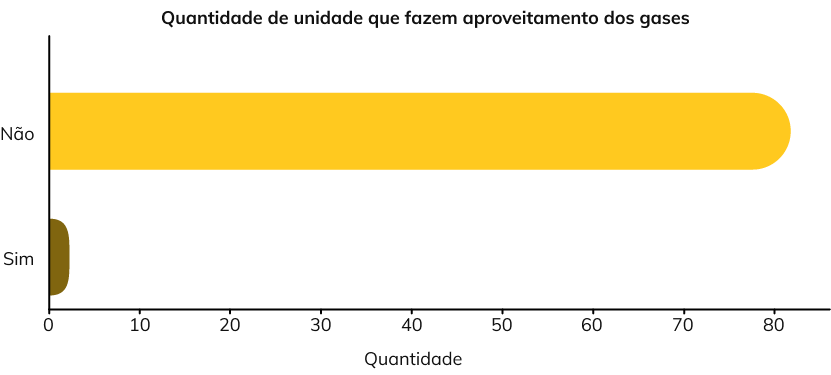 Quantidade de unidade que fazem aproveitamento dos gases
Não
Sim
0 10 20 30 40 50 60 70 80
Quantidade